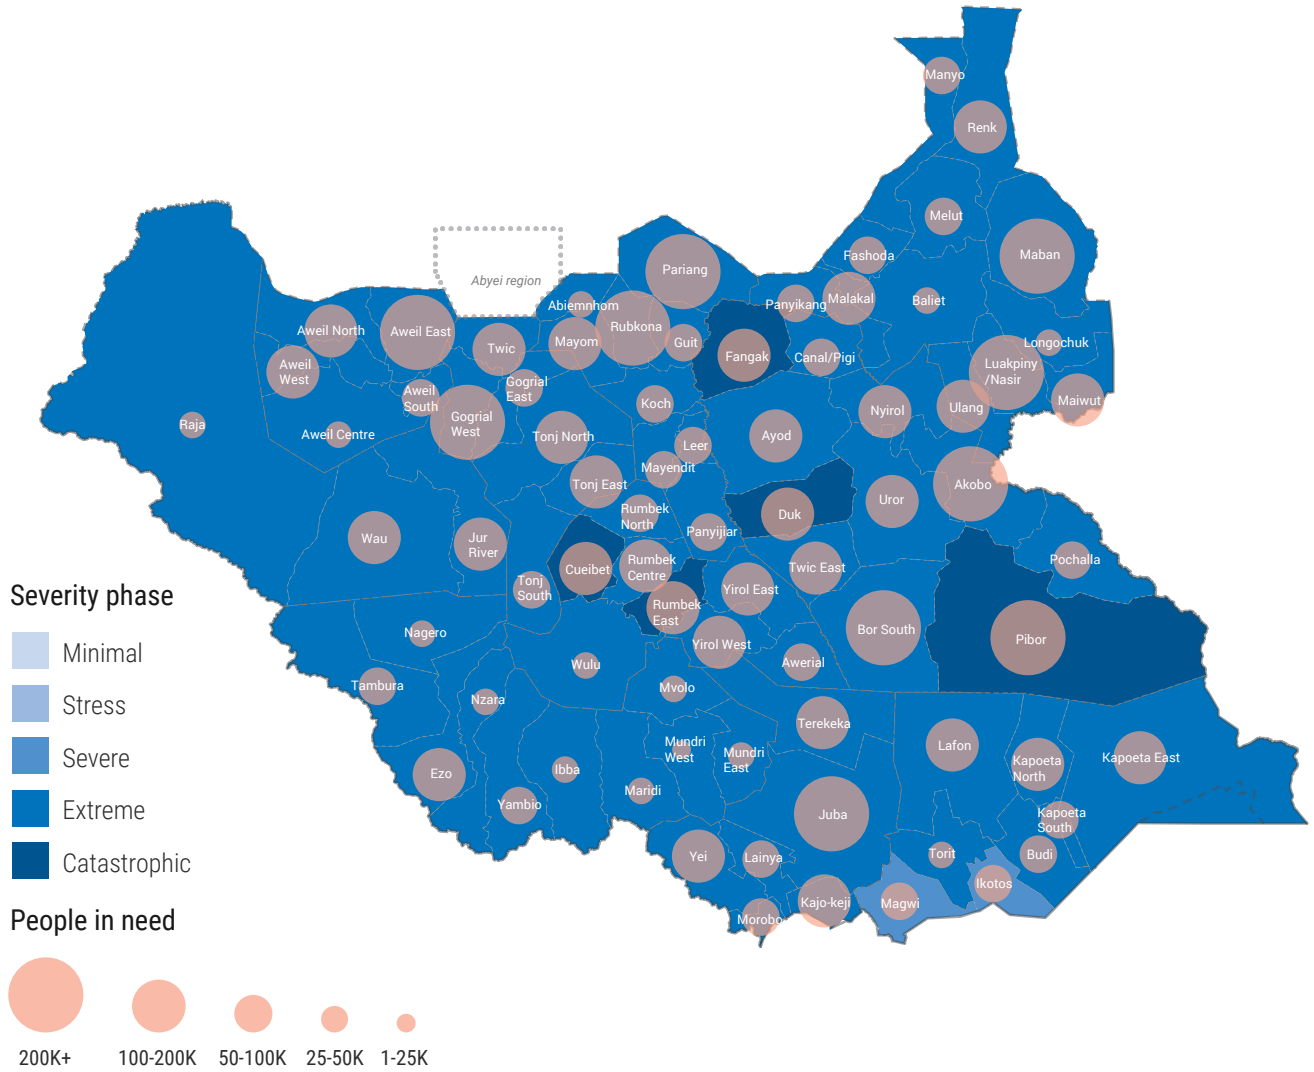 Manyo
Renk
Melut
Maban
Fashoda
Pariang
Abyei region
Malakal
Panyikang
Baliet
Abiemnhom
Rubkona
Aweil North
Aweil East
Twic
Mayom
Guit
Fangak
Canal/Pigi
Longochuk
Luakpiny
/Nasir
Aweil
West
Gogrial
East
Aweil
South
Koch
Maiwut
Nyirol
Ulang
Raja
Aweil Centre
Gogrial
West
Tonj North
Ayod
Leer
Mayendit
Tonj East
Akobo
Uror
Rumbek
North
Duk
Panyijiar
Wau
Jur
River
Pochalla
Cueibet
Rumbek
Centre
Twic East
Tonj
South
Yirol East
Rumbek
East
Bor South
Pibor
Nagero
Yirol West
Awerial
Wulu
Tambura
Mvolo
Nzara
Terekeka
Mundri
West
Mundri
East
Lafon
Kapoeta East
Kapoeta
North
Ezo
Ibba
Maridi
Yambio
Juba
Kapoeta
South
Yei
Lainya
Torit
Budi
Ikotos
Magwi
Kajo-keji
Morobo
Severity phase
Minimal
Stress
Severe
Extreme
Catastrophic
People in need
200K+
100-200K
50-100K
25-50K
1-25K